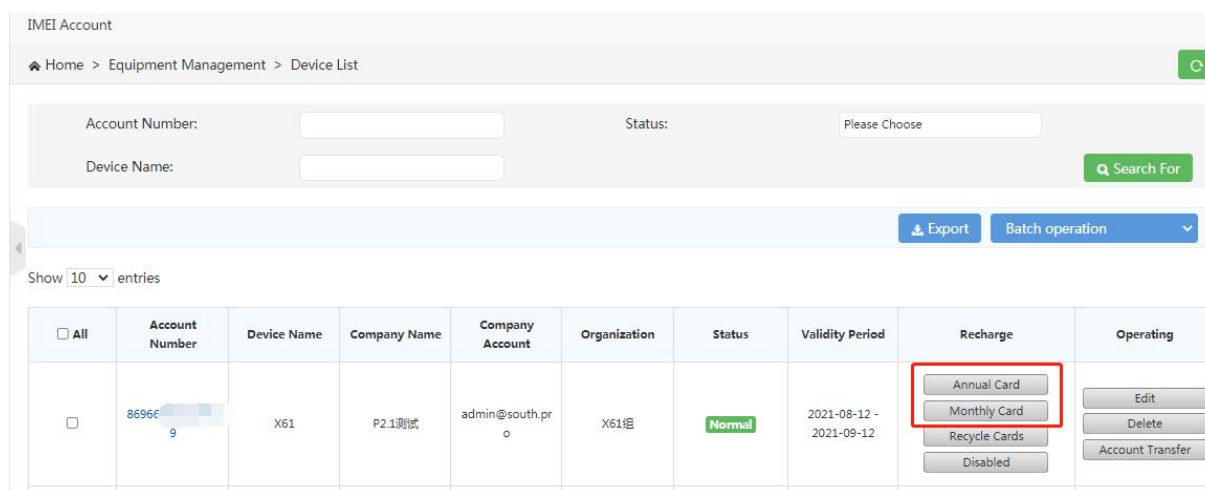 IMEI Account
Home > Equipment Management > Device List
Account Number:
Status:
Please Choose
Device Name:
Search For
Export
Batch operation
Show 10 entries
All
Account Number
Device Name
Company Name
Company Account
Organization
Status
Validity Period
Recharge
Operating
86966
9
X61
P2.1测试
admin@south.pr
o
X61组
Normal
2021-08-12 -
2021-09-12
Annual Card
Monthly Card
Recycle Cards
Disabled
Edit
Delete
Account Transfer